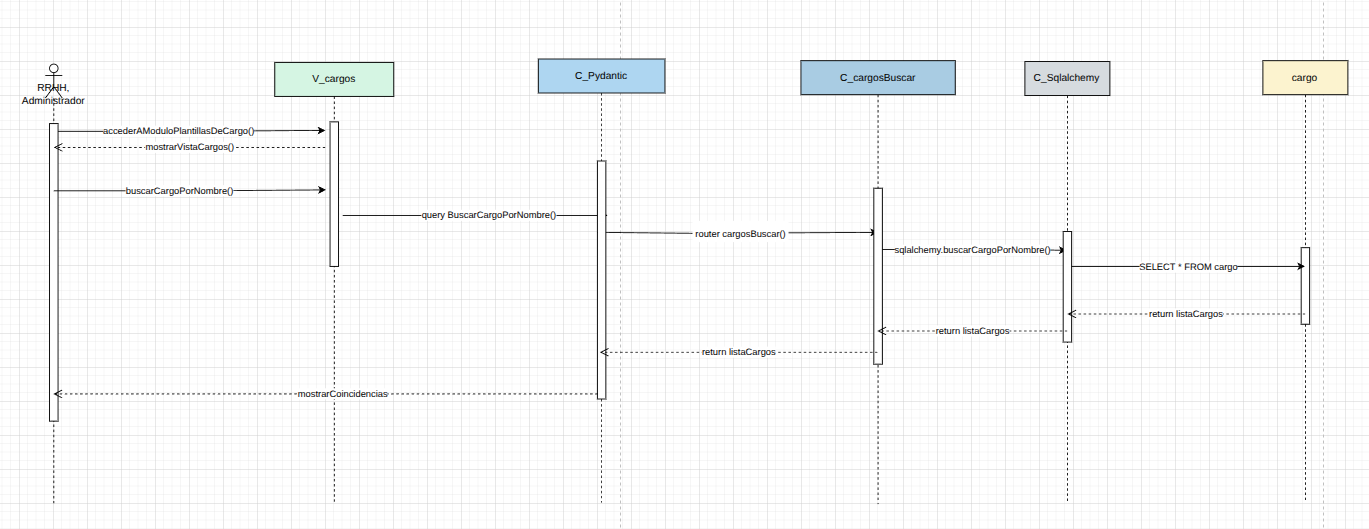 RRHH,
Administrador
V_cargos
C_Pydantic
C_cargosBuscar
C_Sqlalchemy
cargo
accederAModuloPlantillasDeCargo()
mostrarVistaCargos()
buscarCargoPorNombre()
query BuscarCargoPorNombre()
router cargosBuscar()
sqlalchemy.buscarCargoPorNombre()
SELECT * FROM cargo
return listaCargos
return listaCargos
return listaCargos
mostrarCoincidencias